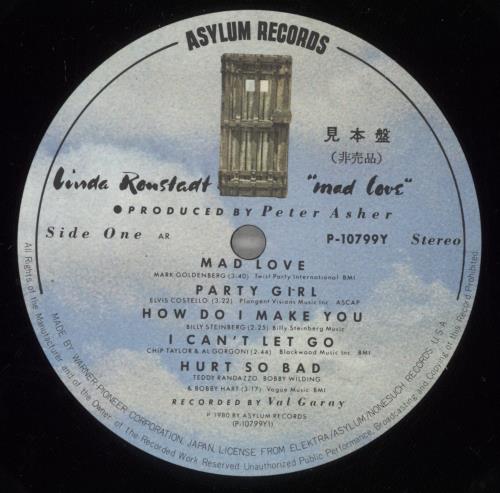 ASYLUM RECORDS
見本盤
(非売品)
Linda Ronstadt "mad love"
●PRODUCED BY Peter Asher
Side One AR P-10799Y Stereo
MAD LOVE
MARK GOLDENBERG (3:40) Twist Party International BMI
PARTY GIRL
ELVIS COSTELLO (3:22) Plangent Visions Music Inc. ASCAP
HOW DO I MAKE YOU
BILLY STEINBERG (2:25) Billy Steinberg Music
I CAN'T LET GO
CHIP TAYLOR & AL GORGONI (2:44) Blackwood Music Inc. BMI
HURT SO BAD
TEDDY RANDAZZO, BOBBY WILDING,
& BOBBY HART (3:17) Vogue Music BMI
RECORDED BY Val Garay
℗ 1980 BY ASYLUM RECORDS
(P-10799Y1)
MADE BY WARNER-PIONEER CORPORATION, JAPAN, LICENSE FROM ELEKTRA/ASYLUM/NONESUCH RECORDS, U.S.A.
All Rights of the Manufacturer and of the Owner of the Recorded Work Reserved Unauthorized Public Performance, Broadcasting and Copying of this Record Prohibited.